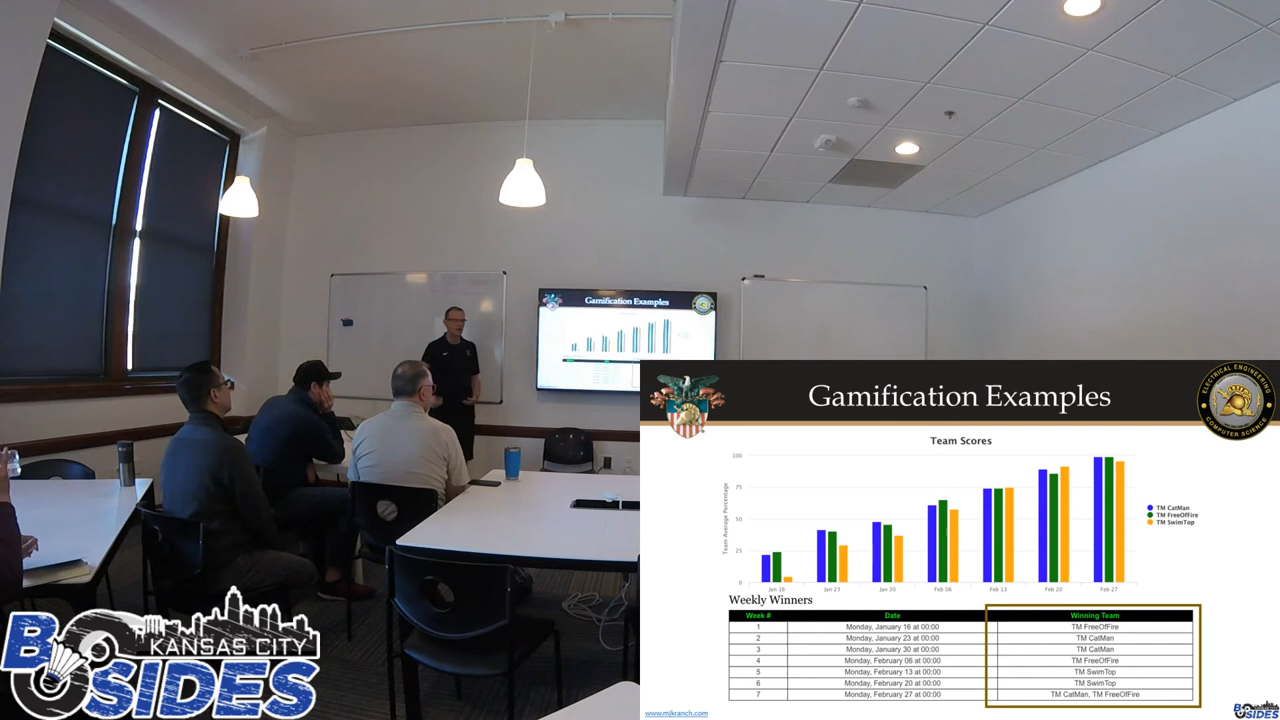 Gamification Examples
Gamification Examples
ELECTRICAL ENGINEERING
COMPUTER SCIENCE
Team Scores
Team Average Percentage
100
75
50
25
0
Jan 16 Jan 23 Jan 30 Feb 06 Feb 13 Feb 20 Feb 27
TM CatMan
TM FreeOfFire
TM SwimTop
Weekly Winners
Week # Date Winning Team
1 Monday, January 16 at 00:00 TM FreeOfFire
2 Monday, January 23 at 00:00 TM CatMan
3 Monday, January 30 at 00:00 TM CatMan
4 Monday, February 06 at 00:00 TM FreeOfFire
5 Monday, February 13 at 00:00 TM SwimTop
6 Monday, February 20 at 00:00 TM SwimTop
7 Monday, February 27 at 00:00 TM CatMan, TM FreeOfFire
www.mikranch.com
B SIDES
KANSAS CITY
BSIDES